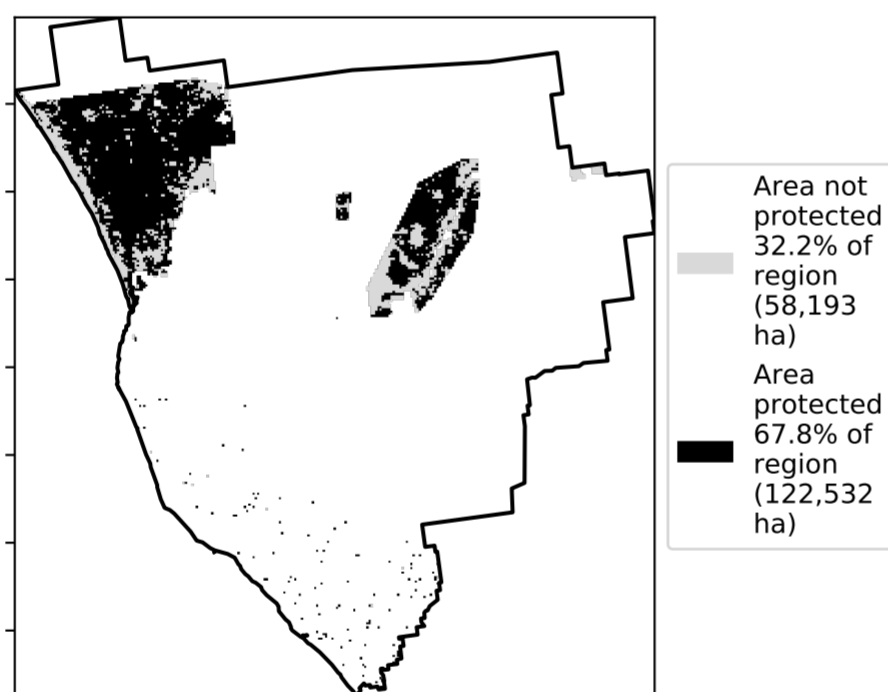 Area not
protected
32.2% of
region
(58,193
ha)
Area
protected
67.8% of
region
(122,532
ha)